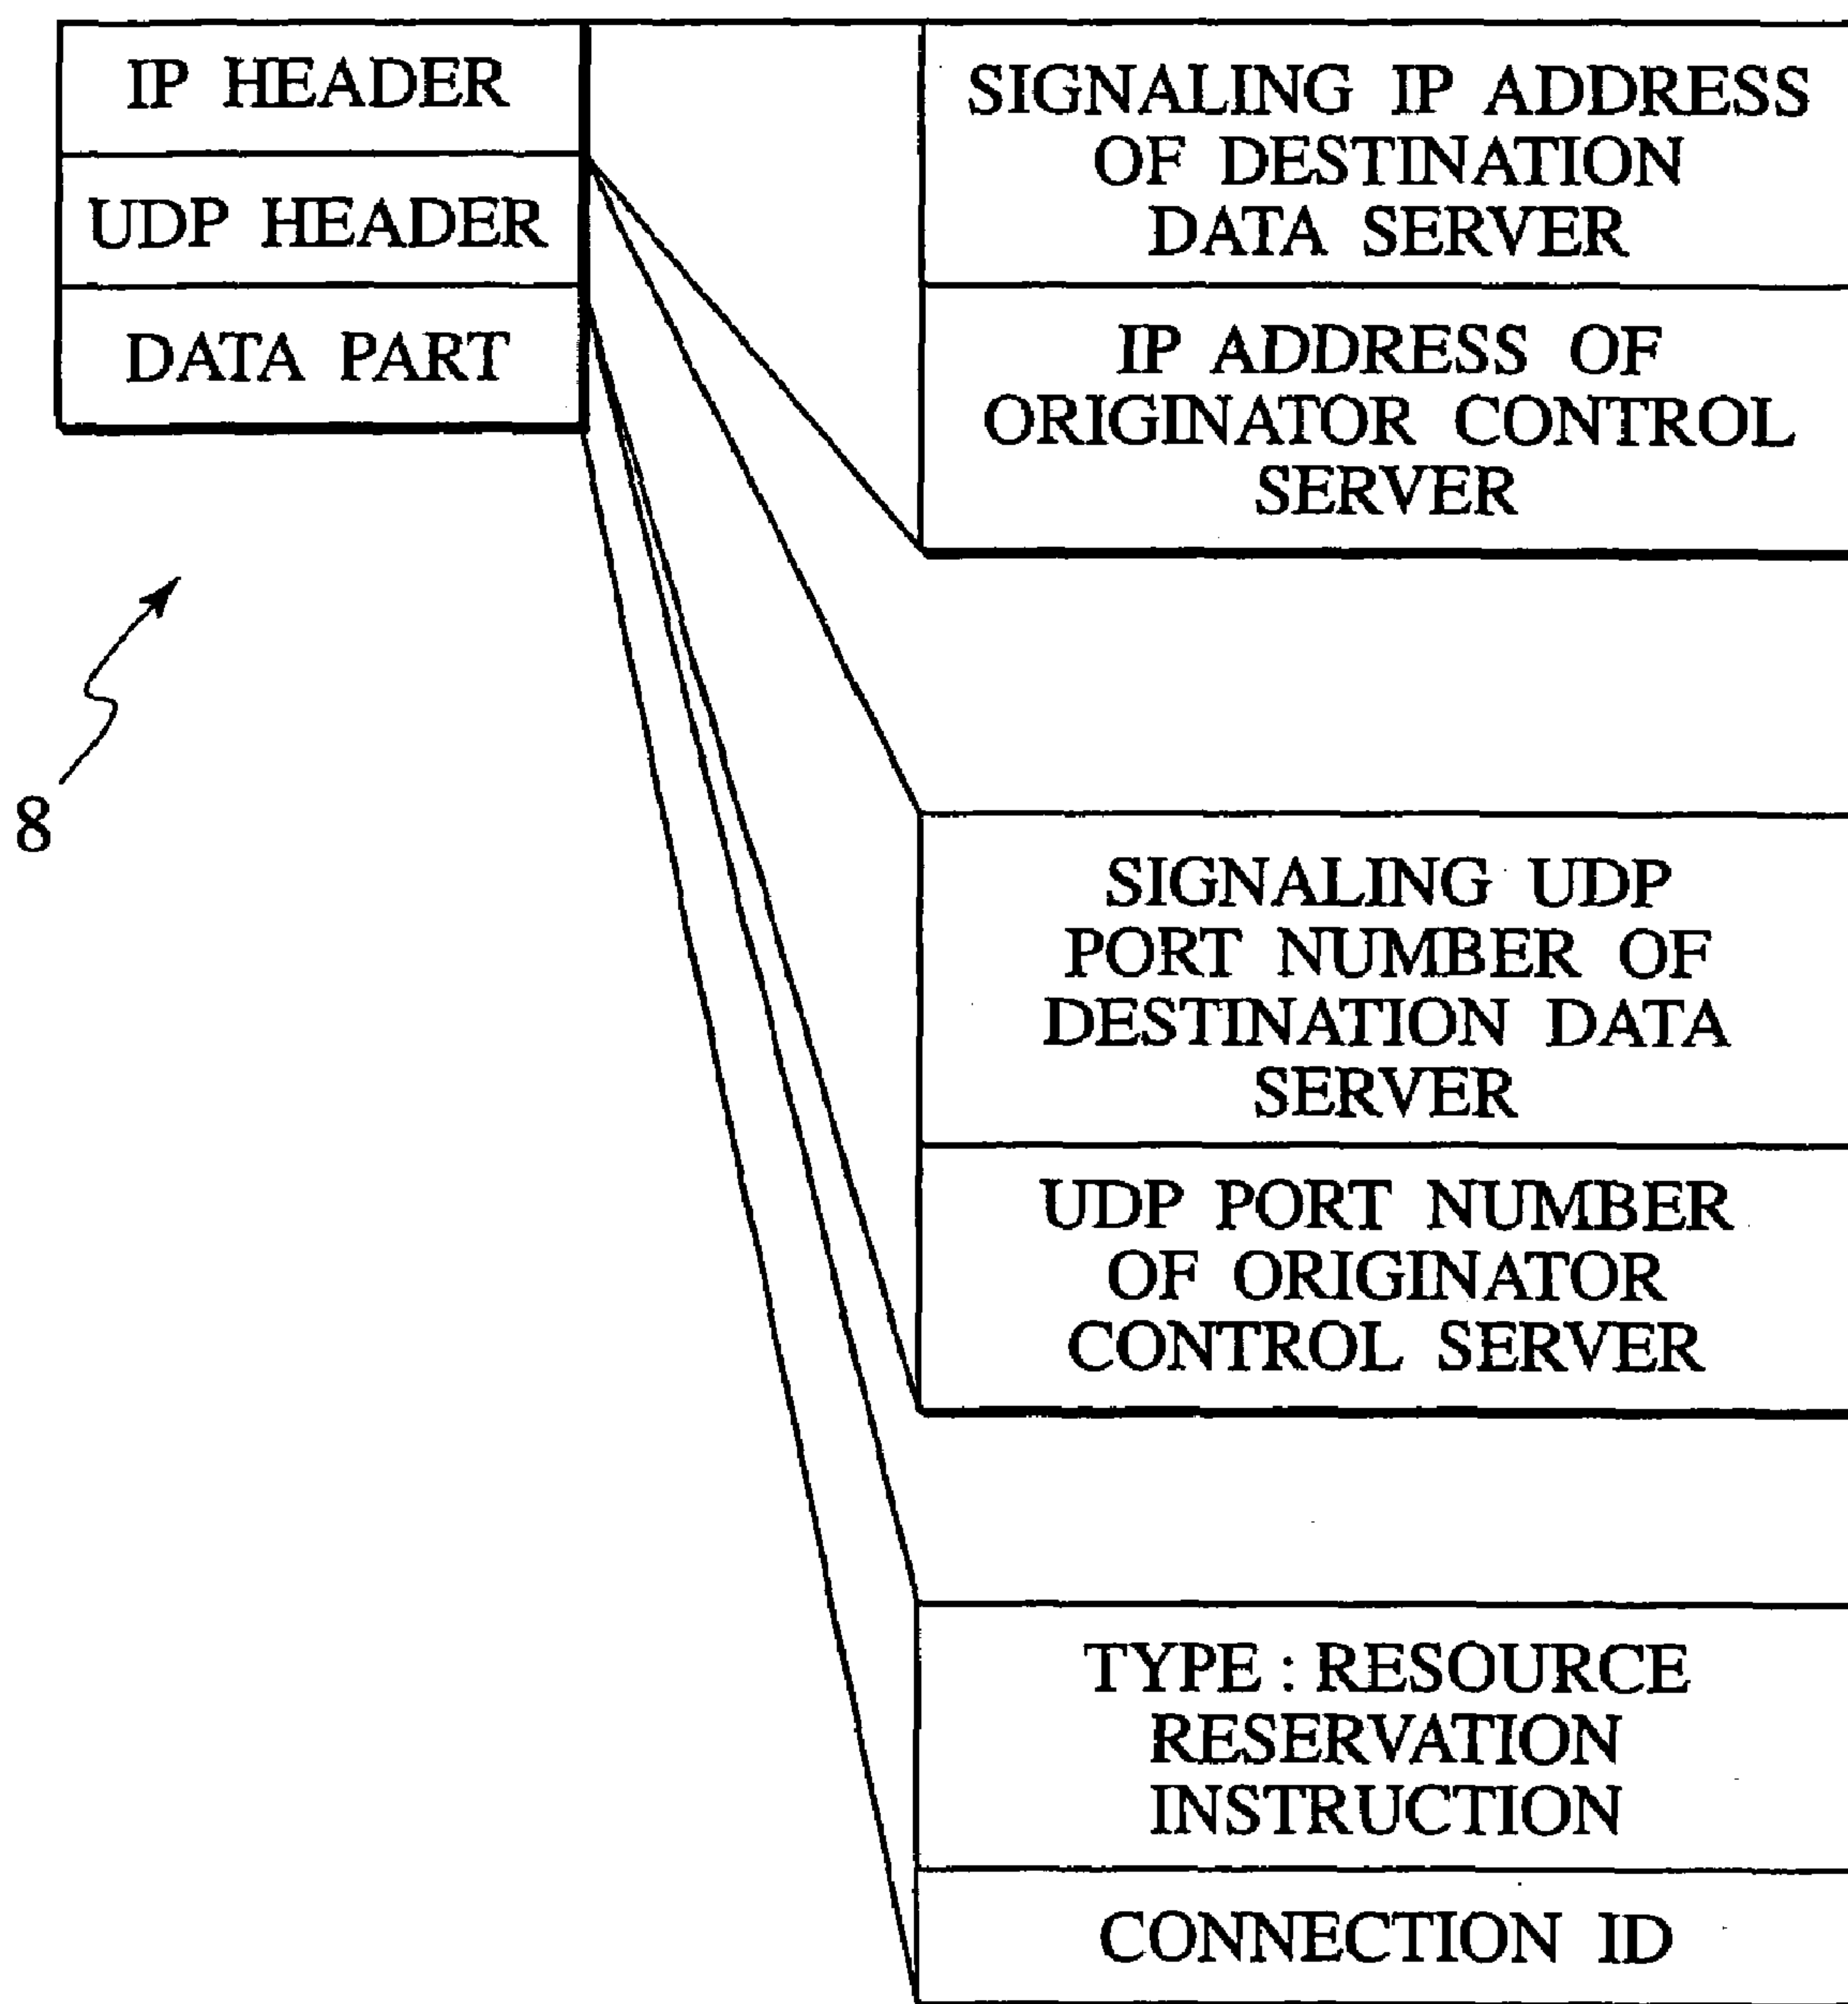 IP HEADER
UDP HEADER
DATA PART
8
SIGNALING IP ADDRESS
OF DESTINATION
DATA SERVER
IP ADDRESS OF
ORIGINATOR CONTROL
SERVER
SIGNALING UDP
PORT NUMBER OF
DESTINATION DATA
SERVER
UDP PORT NUMBER
OF ORIGINATOR
CONTROL SERVER
TYPE : RESOURCE
RESERVATION
INSTRUCTION
CONNECTION ID